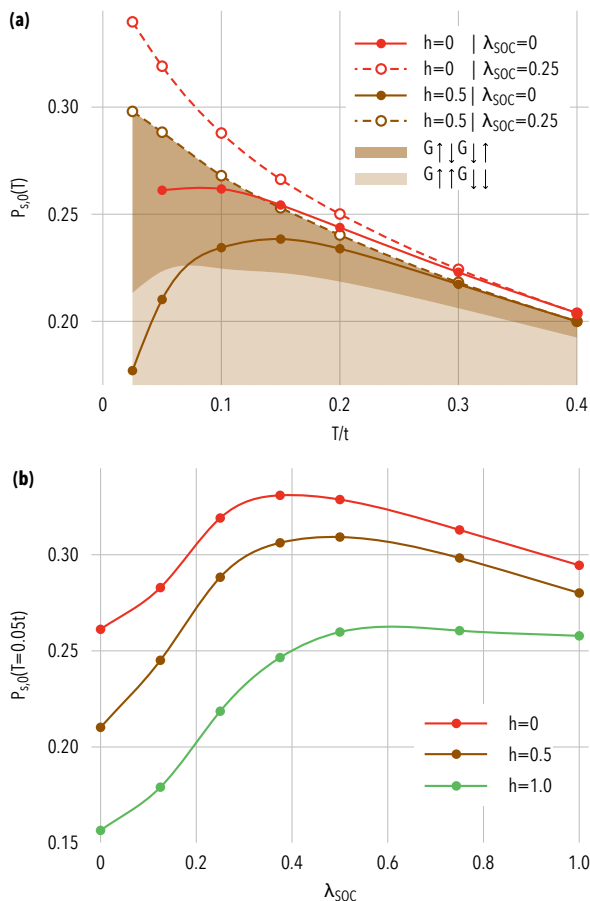 (a)
h=0 | λSOC=0
h=0 | λSOC=0.25
h=0.5 | λSOC=0
h=0.5 | λSOC=0.25
G↑↓G↓↑
G↑↑G↓↓
0.30
0.25
0.20
Ps,0(T)
0 0.1 0.2 0.3 0.4
T/t
(b)
0.30
0.25
0.20
0.15
Ps,0(T=0.05t)
h=0
h=0.5
h=1.0
0 0.2 0.4 0.6 0.8 1.0
λSOC